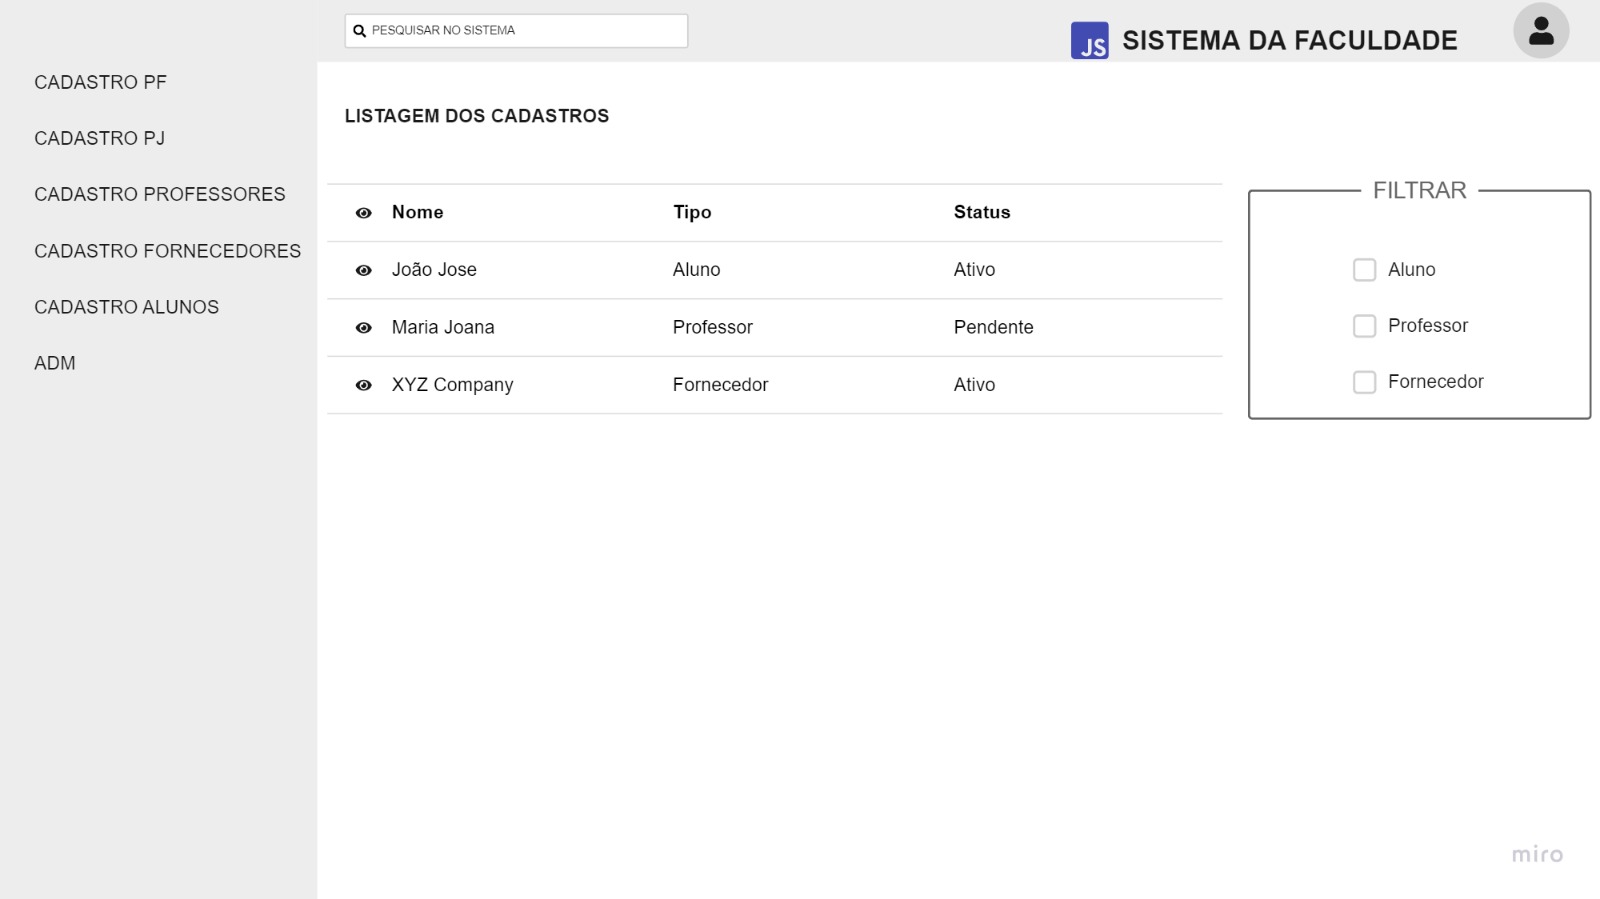 PESQUISAR NO SISTEMA
JS SISTEMA DA FACULDADE
CADASTRO PF
CADASTRO PJ
CADASTRO PROFESSORES
CADASTRO FORNECEDORES
CADASTRO ALUNOS
ADM
LISTAGEM DOS CADASTROS
Nome Tipo Status
João Jose Aluno Ativo
Maria Joana Professor Pendente
XYZ Company Fornecedor Ativo
FILTRAR
Aluno
Professor
Fornecedor
miro